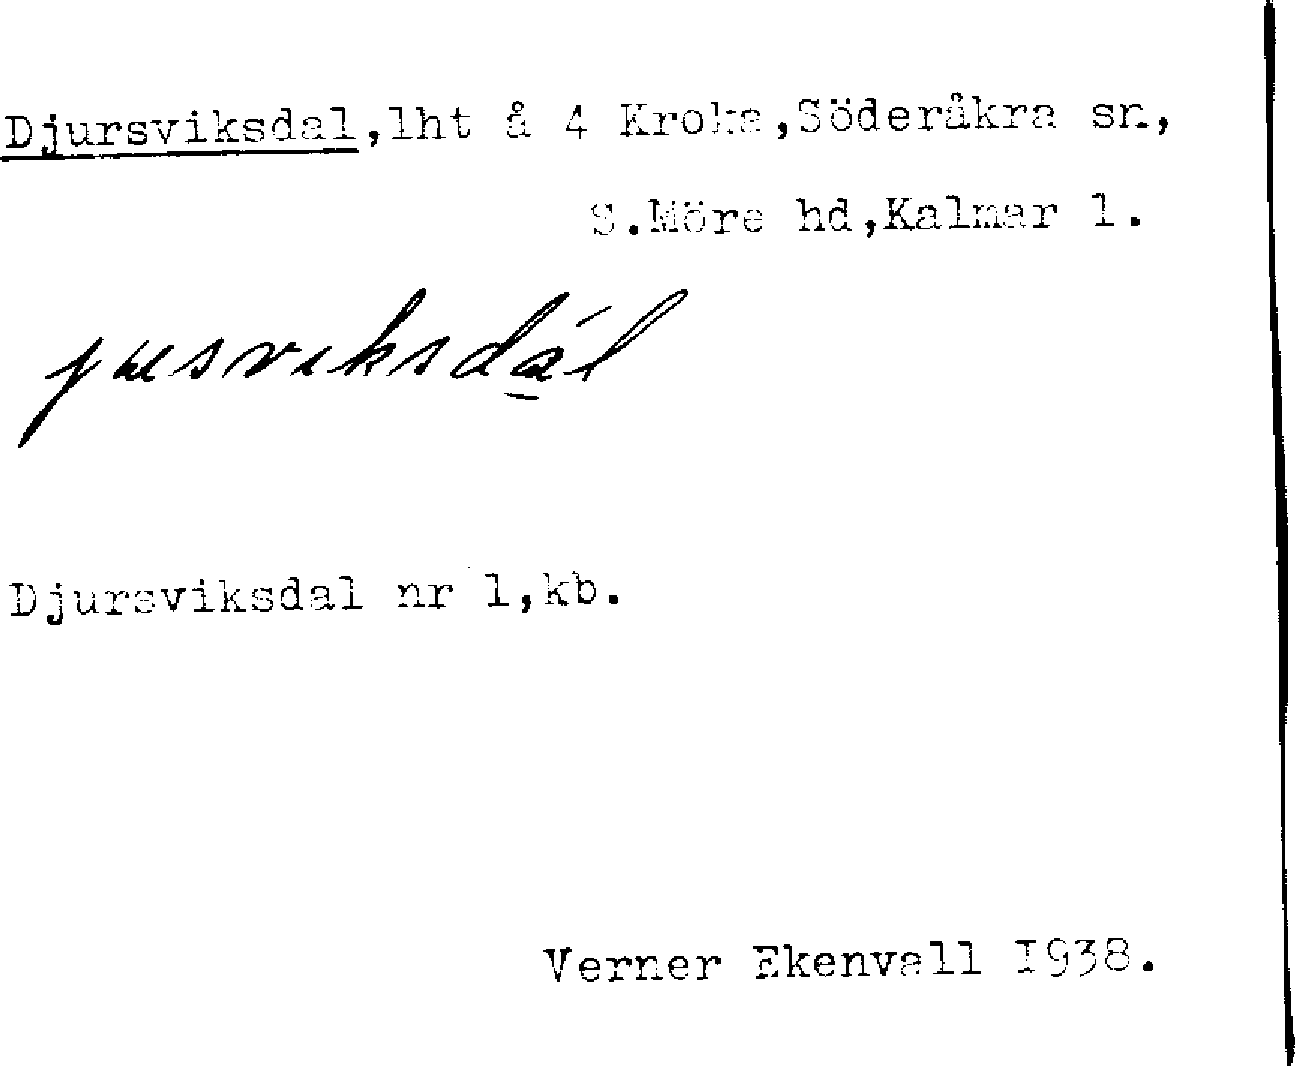 Djursviksdal,lht å 4 Kroka,Söderåkra sn,
S.Möre hd,Kalmar l.
Djursviksdal nr 1,kb.
Verner Ekenvall 1938.